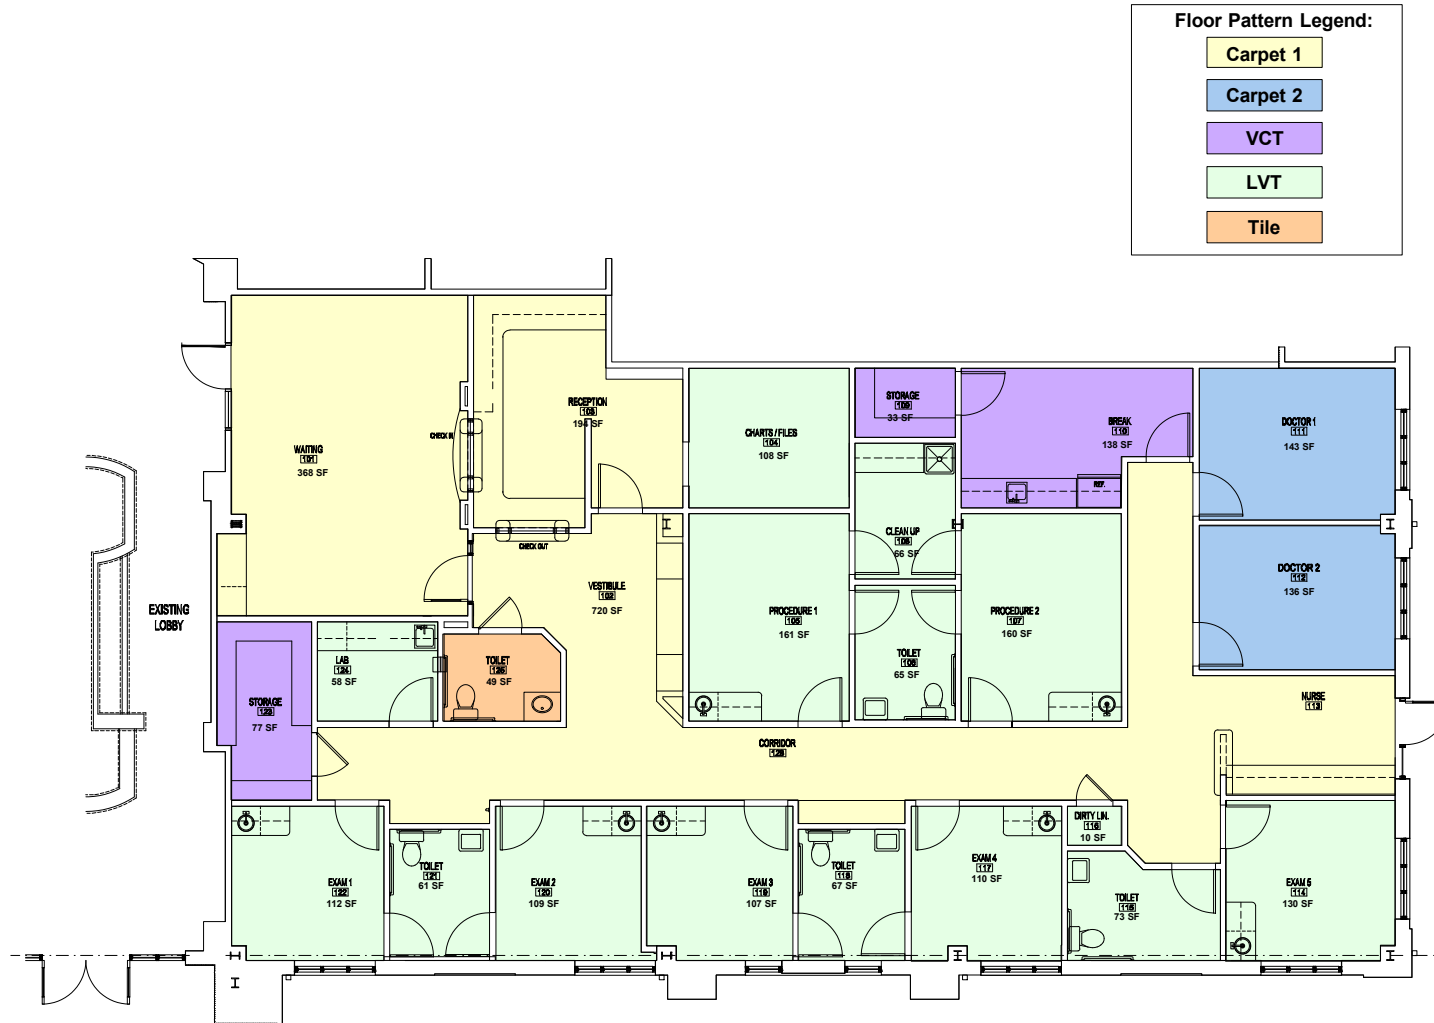 Floor Pattern Legend:
Carpet 1
Carpet 2
VCT
LVT
Tile
WAITING
101
368 SF
CHECK IN
RECEPTION
103
194 SF
CHECK OUT
VESTIBULE
102
720 SF
CHARTS / FILES
104
108 SF
STORAGE
109
33 SF
BREAK
110
138 SF
REF.
DOCTOR 1
111
143 SF
DOCTOR 2
112
136 SF
CLEAN UP
66 SF
PROCEDURE 1
161 SF
PROCEDURE 2
107
160 SF
TOILET
65 SF
EXISTING
LOBBY
LAB
124
58 SF
TOILET
125
49 SF
STORAGE
123
77 SF
NURSE
113
CORRIDOR
EXAM 1
122
112 SF
TOILET
121
61 SF
EXAM 2
120
109 SF
EXAM 3
119
107 SF
TOILET
118
67 SF
EXAM 4
117
110 SF
DIRTY LIN.
116
10 SF
TOILET
115
73 SF
EXAM 5
114
130 SF